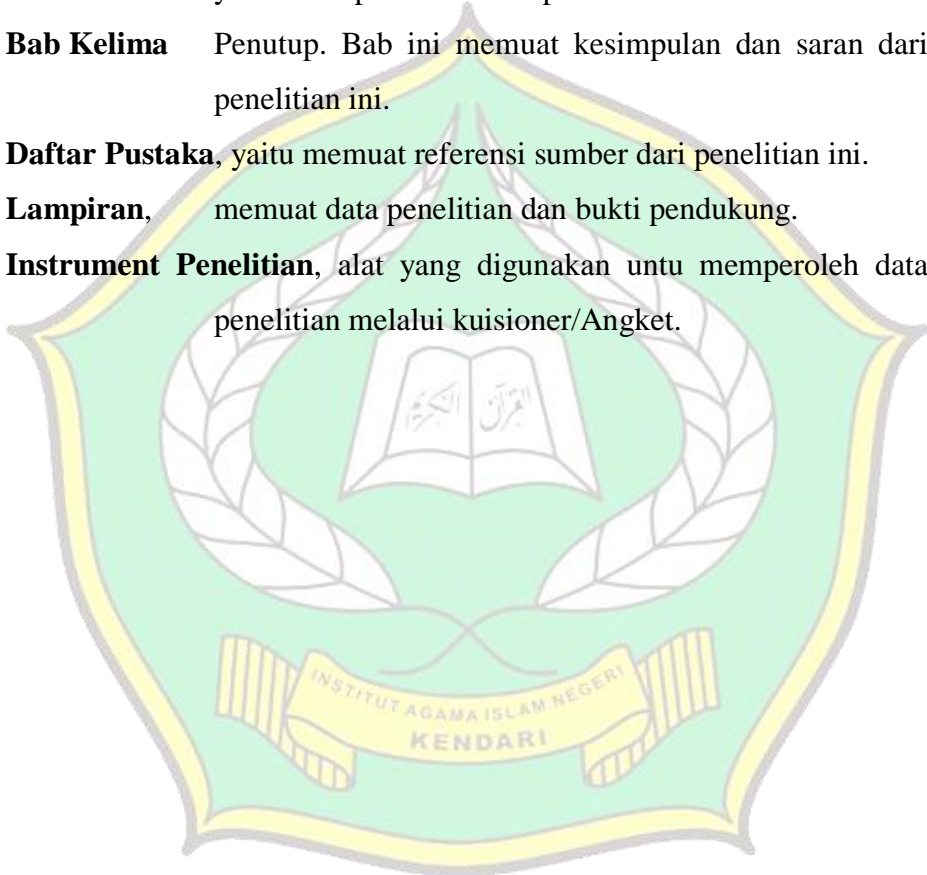 Bab Kelima Penutup. Bab ini memuat kesimpulan dan saran dari
penelitian ini.
Daftar Pustaka, yaitu memuat referensi sumber dari penelitian ini.
Lampiran, memuat data penelitian dan bukti pendukung.
Instrument Penelitian, alat yang digunakan untu memperoleh data
penelitian melalui kuisioner/Angket.
القرآن الكريم
INSTITUT AGAMA ISLAM NEGERI
KENDARI